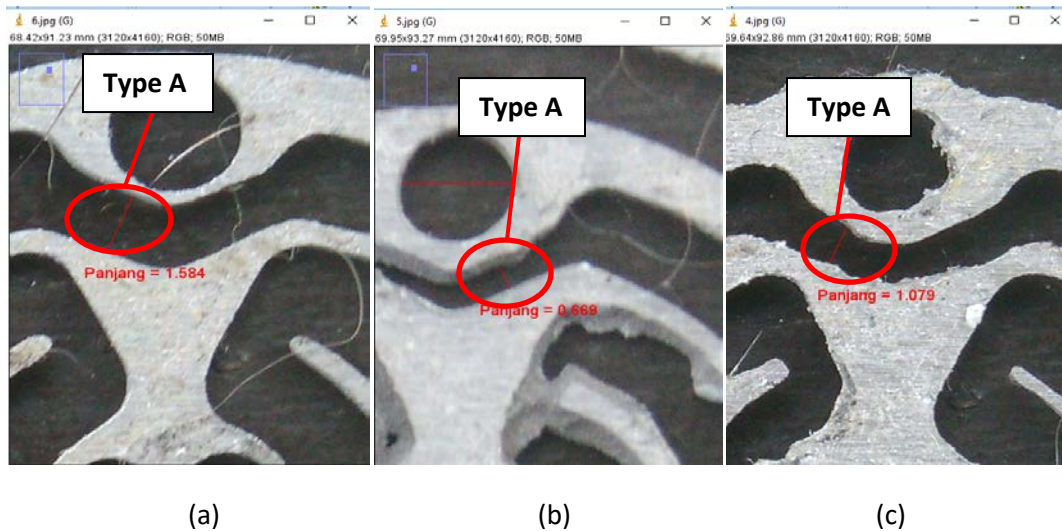 6.jpg (G)
68.42x91.23 mm (3120x4160); RGB; 50MB
Type A
Panjang = 1.584
(a)
5.jpg (G)
69.95x93.27 mm (3120x4160); RGB; 50MB
Type A
Panjang = 0.669
(b)
4.jpg (G)
69.64x92.86 mm (3120x4160); RGB; 50MB
Type A
Panjang = 1.079
(c)